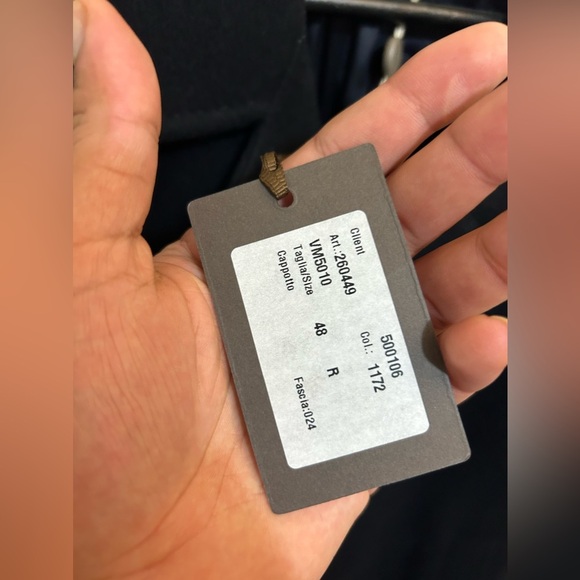 Client 500106
Art.:260449 Col.: 1172
VM5010
Taglia/Size 48 R
Cappotto Fascia:024